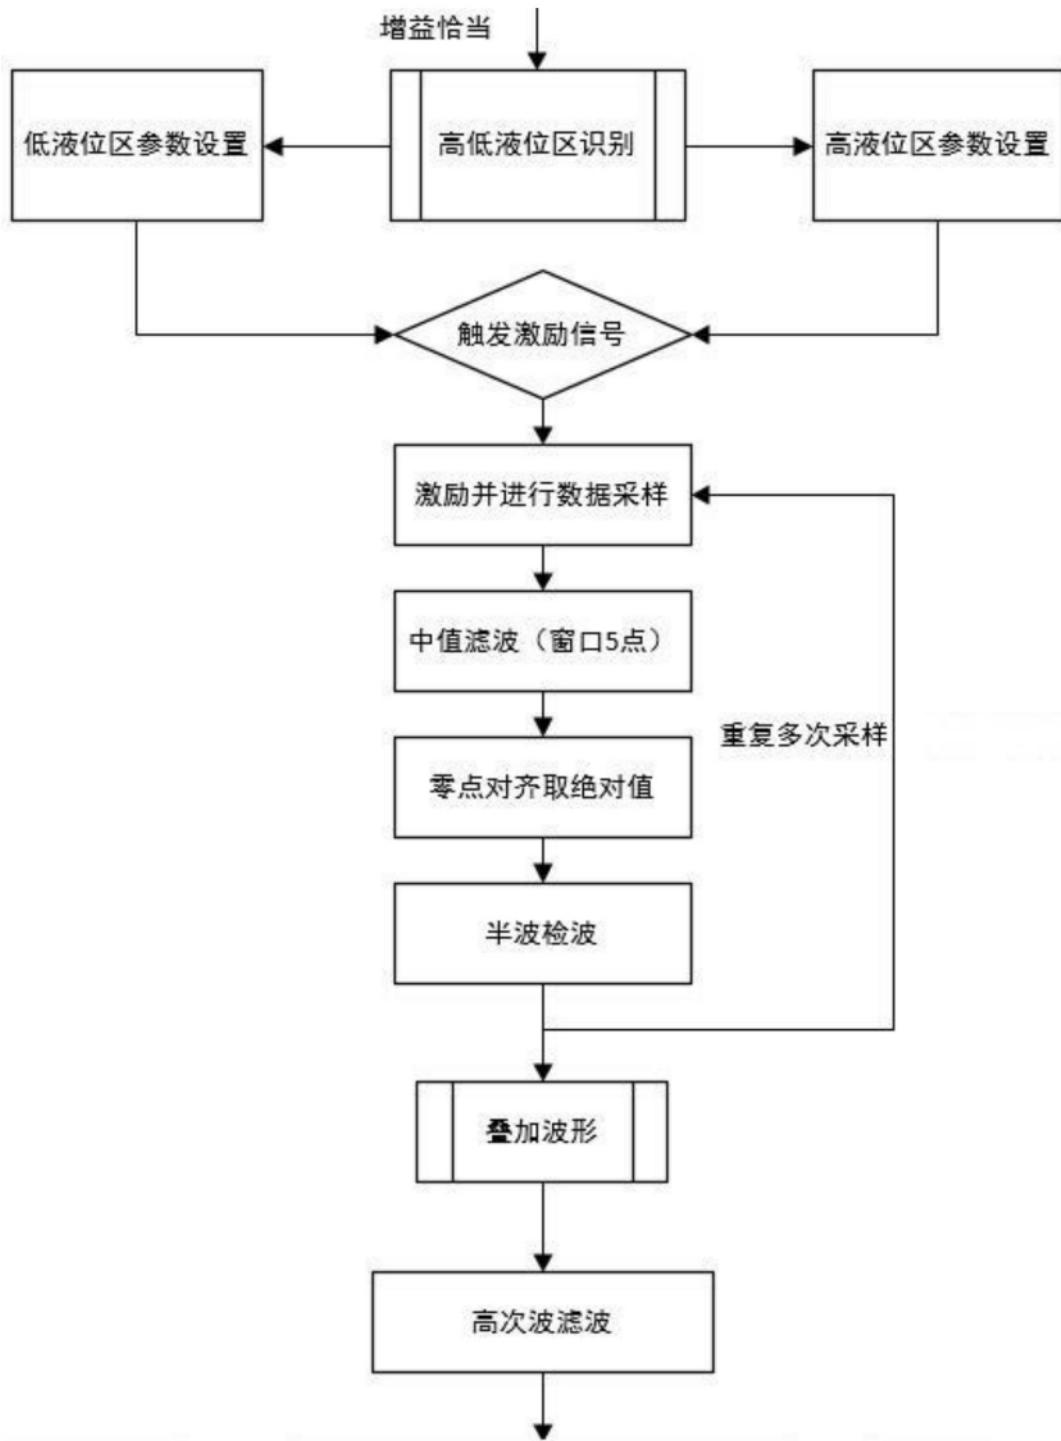 增益恰当
低液位区参数设置
高低液位区识别
高液位区参数设置
触发激励信号
激励并进行数据采样
中值滤波（窗口5点）
重复多次采样
零点对齐取绝对值
半波检波
叠加波形
高次波滤波